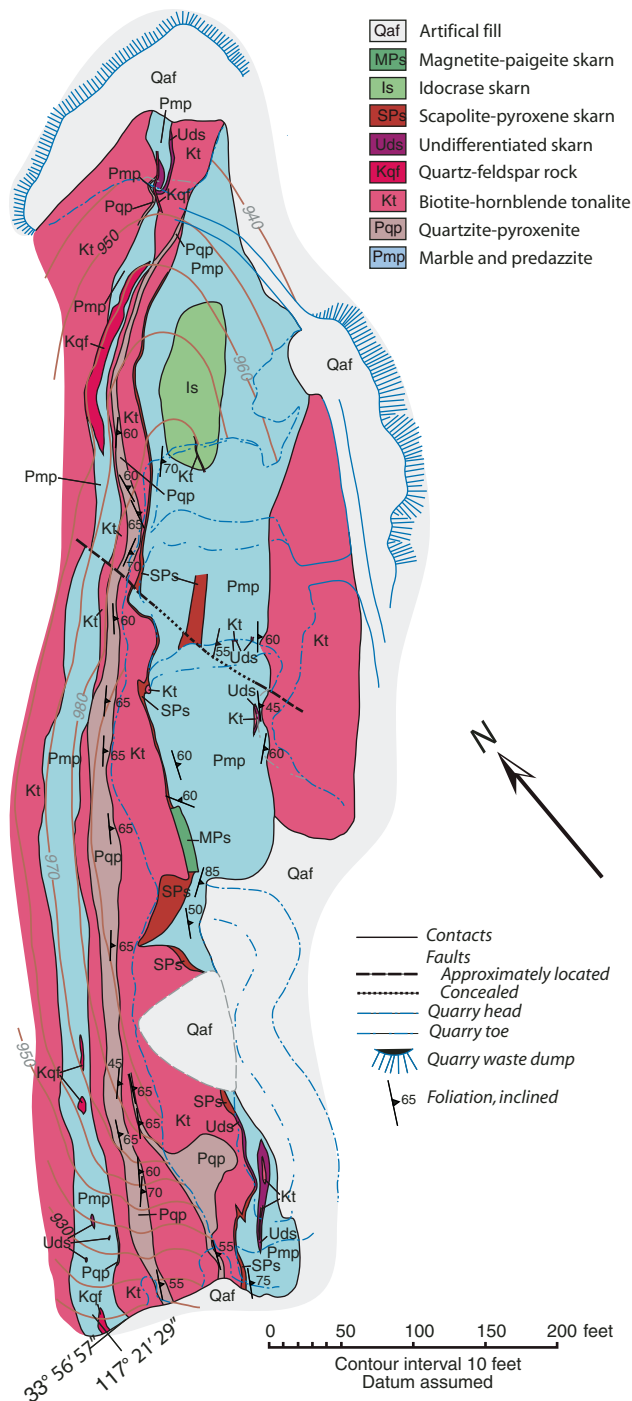 Qaf Artifical fill
MPs Magnetite-paigeite skarn
Is Idocrase skarn
SPs Scapolite-pyroxene skarn
Uds Undifferentiated skarn
Kqf Quartz-feldspar rock
Kt Biotite-hornblende tonalite
Pqp Quartzite-pyroxenite
Pmp Marble and predazzite
Qaf
Pmp
Uds
Kt
Pmp
Kqf
Pqp
940
Kt
950
Pqp
Pmp
Pmp
Kqf
960
Qaf
Is
Kt
60
70
Kt
Pmp
60
Pqp
65
Kt
70
SPs
Pmp
Kt
Kt
60
Kt
60
55
Uds
Uds
Kt
SPs
65
45
Kt
980
N
Pmp
65
Kt
60
Pmp
60
Kt
60
65
MPs
Pqp
970
85
SPs
Qaf
50
65
SPs
Contacts
Faults
Approximately located
Concealed
Quarry head
Quarry toe
Quarry waste dump
65 Foliation, inclined
Qaf
950
45
Kqf
SPs
65
Uds
Kt
65
Pqp
60
Kt
70
Pmp
Pqp
930
Uds
Uds
55
Pmp
Pqp
SPs
Kqf
Kt
55
75
Qaf
33° 56′ 57″
117° 21′ 29″
0 50 100 150 200 feet
Contour interval 10 feet
Datum assumed